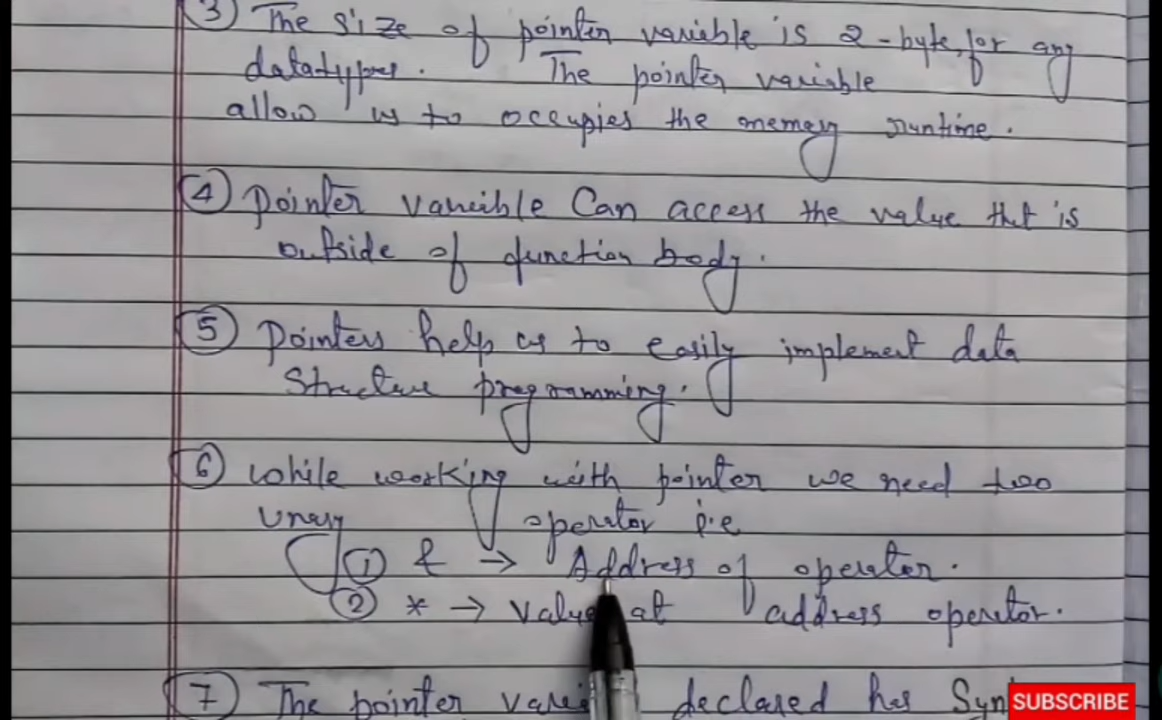 3) The size of pointer variable is 2-byte, for any
datatypes. The pointer variable
allow us to occupies the memory runtime.
4 Pointer variable Can access the value that is
outside of function body.
5 Pointers help us to easily implement data
Structure programming.
6 While working with pointer we need two
Unary operator i.e
1 & → Address of operator.
2 * → Value at address operator.
7 The pointer declared has
SUBSCRIBE